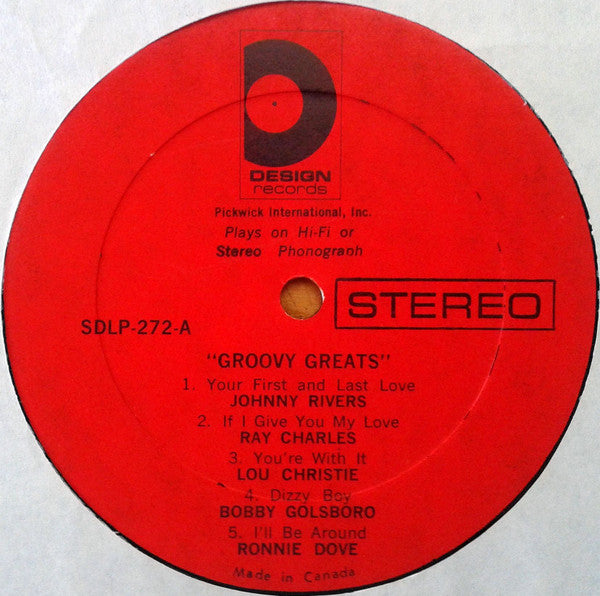 DESIGN
records
Pickwick International, Inc.
Plays on Hi-Fi or
Stereo Phonograph
STEREO
SDLP-272-A
"GROOVY GREATS"
1. Your First and Last Love
JOHNNY RIVERS
2. If I Give You My Love
RAY CHARLES
3. You're With It
LOU CHRISTIE
4. Dizzy Boy
BOBBY GOLSBORO
5. I'll Be Around
RONNIE DOVE
Made in Canada